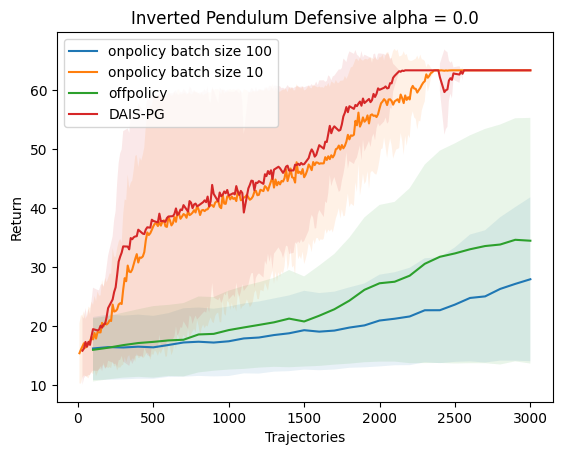 Inverted Pendulum Defensive alpha = 0.0
onpolicy batch size 100
onpolicy batch size 10
offpolicy
DAIS-PG
Return
60
50
40
30
20
10
0
500
1000
1500
2000
2500
3000
Trajectories